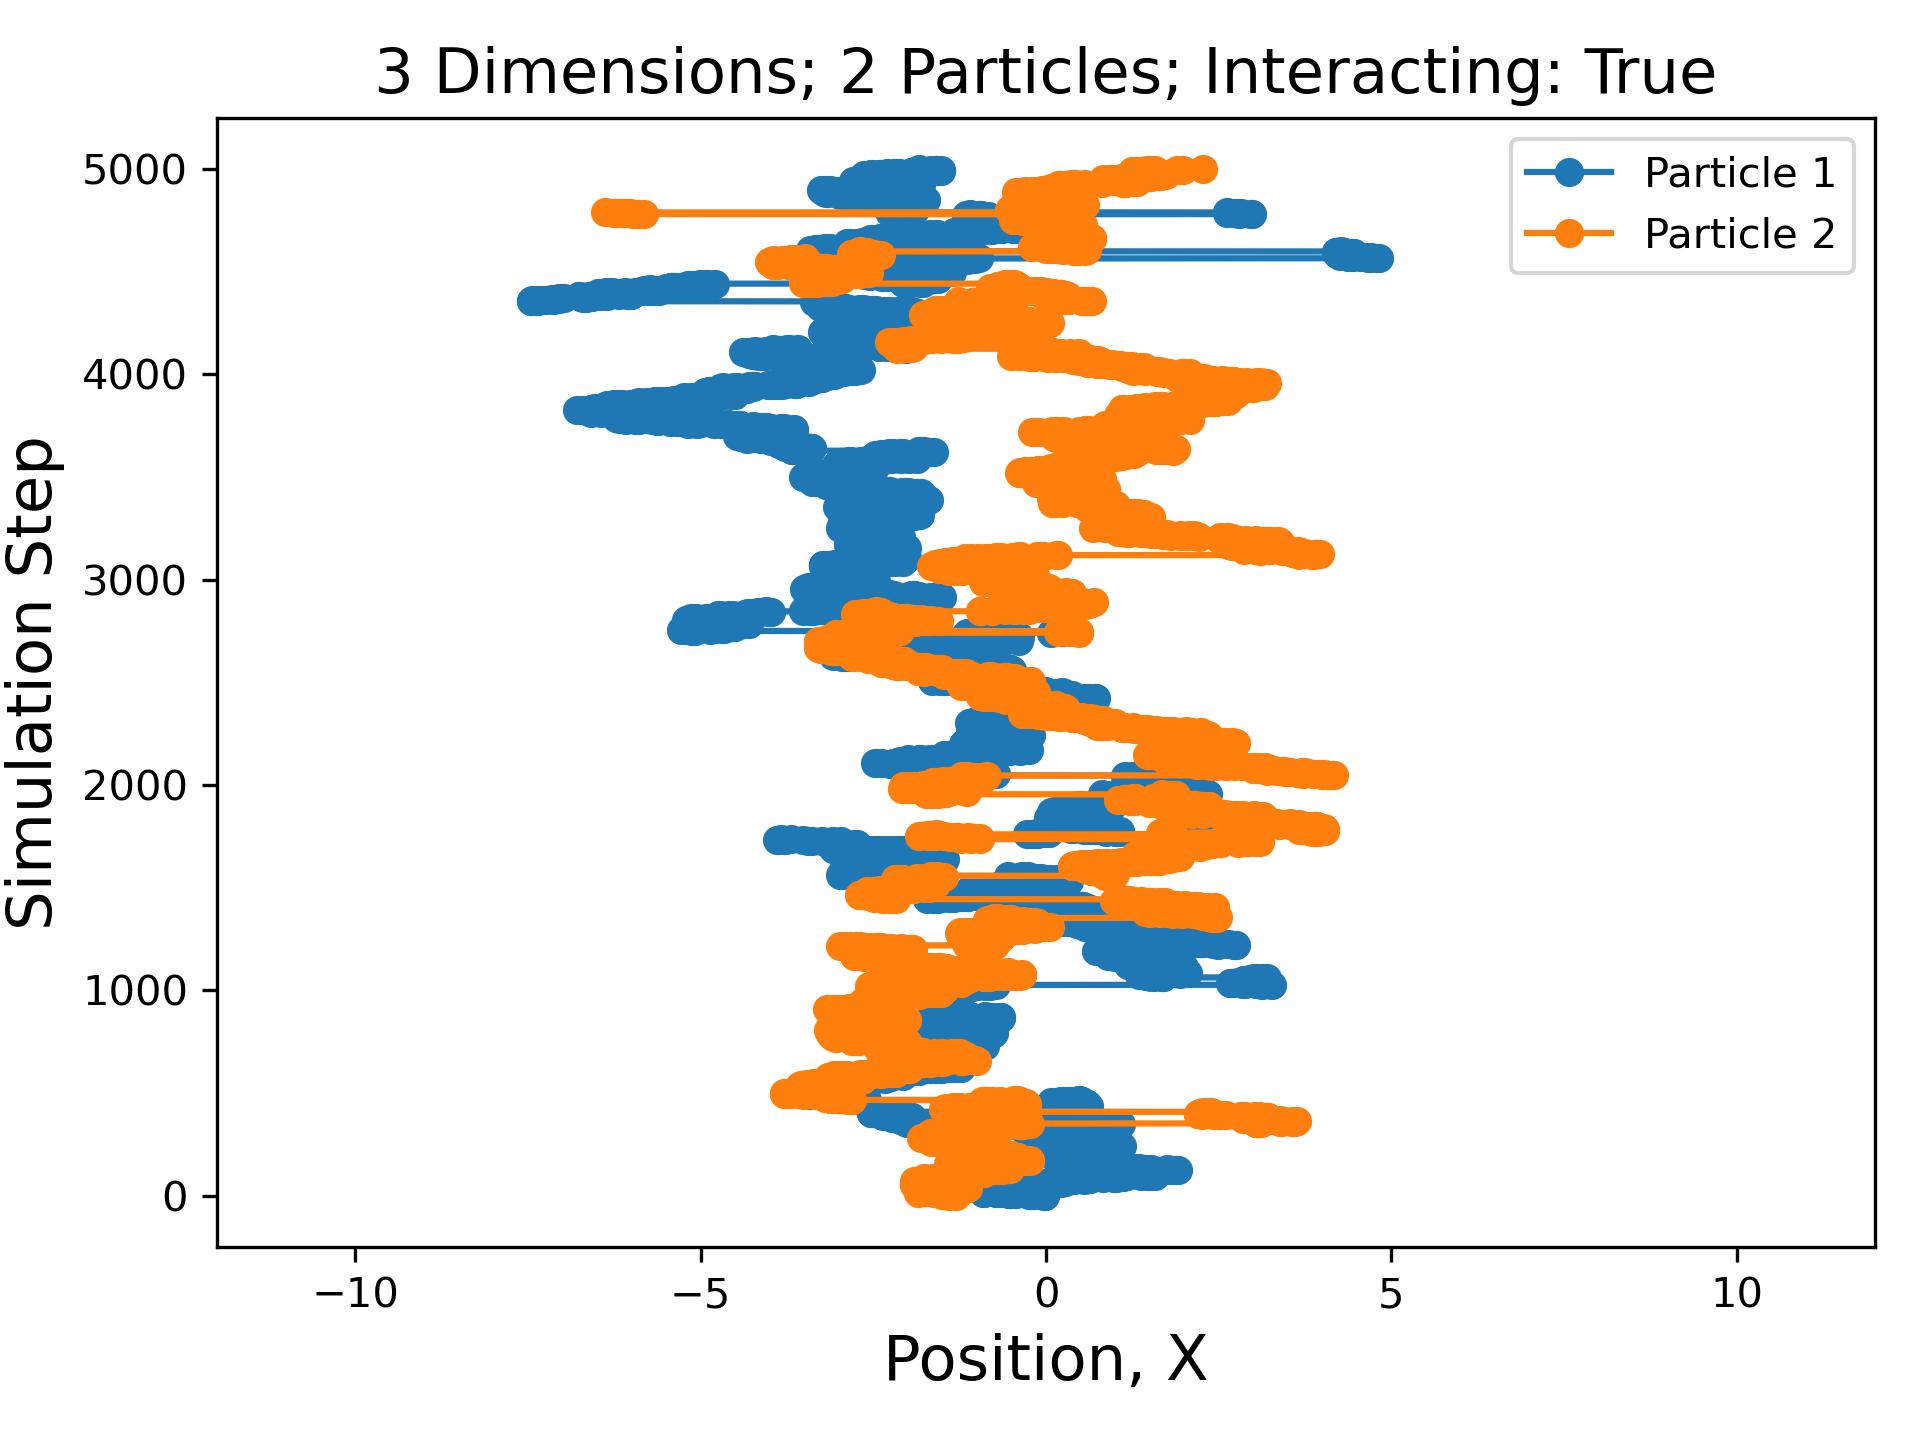 3 Dimensions; 2 Particles; Interacting: True
Particle 1
Particle 2
5000
4000
3000
2000
1000
0
Simulation Step
−10
−5
0
5
10
Position, X